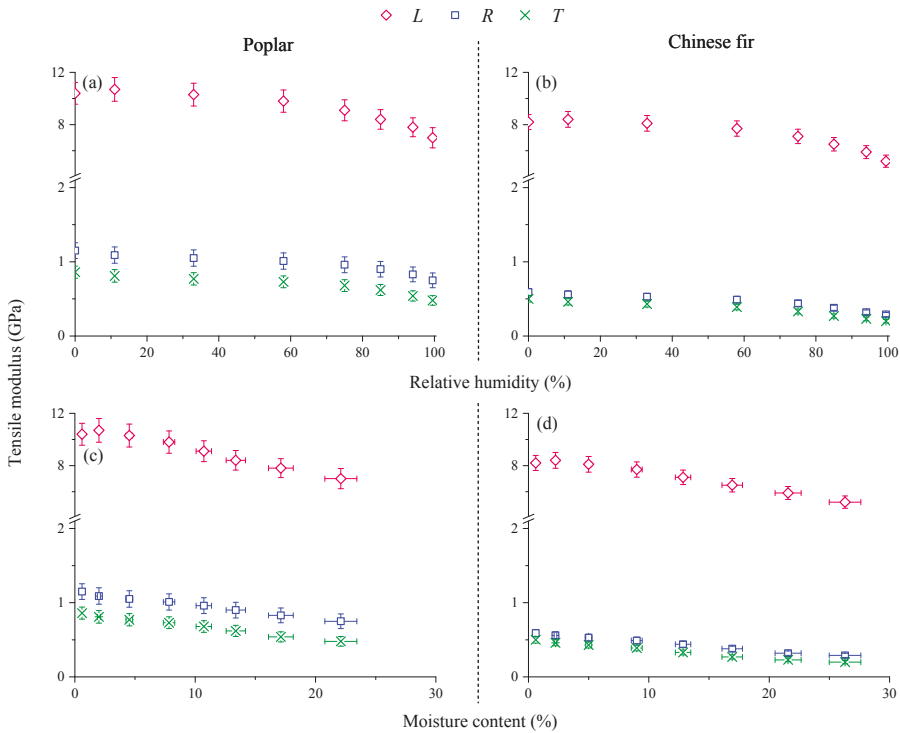 L R T
Poplar Chinese fir
(a) (b)
12 12
8 8
2 2
1 1
0 0
0 20 40 60 80 100 0 20 40 60 80 100
Relative humidity (%)
Tensile modulus (GPa)
12 12
(c) (d)
8 8
2 2
1 1
0 0
0 10 20 30 0 10 20 30
Moisture content (%)